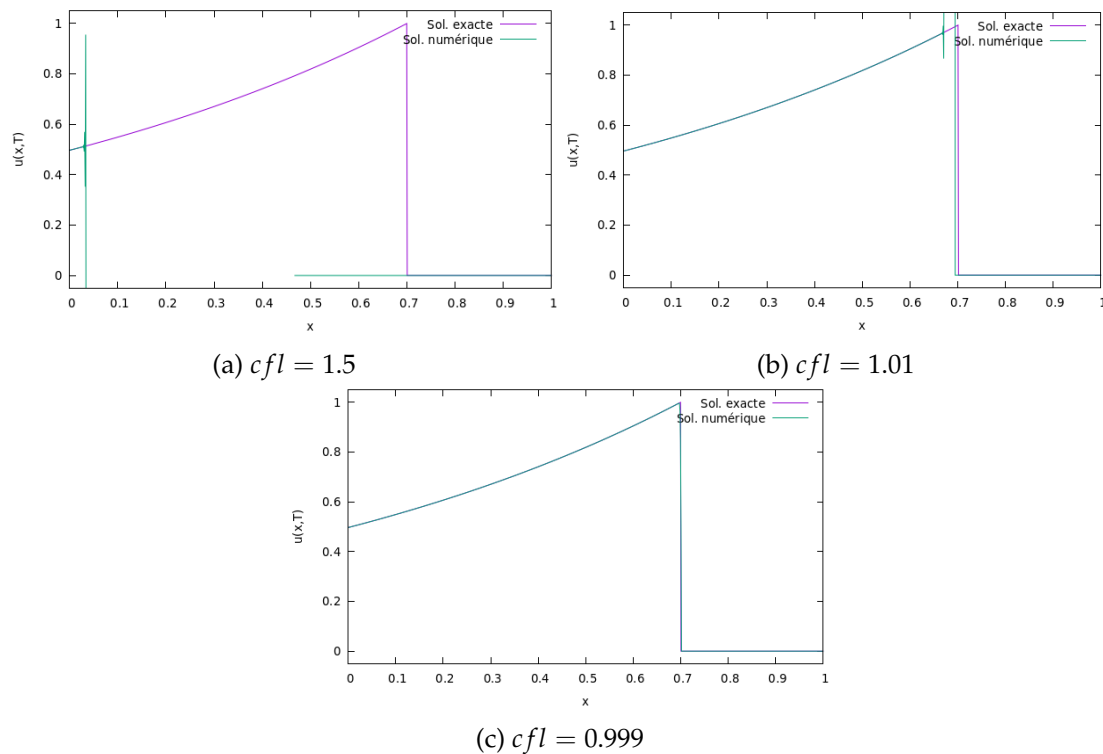 Sol. exacte
Sol. numérique
1
0.8
0.6
0.4
0.2
0
u(x,T)
0 0.1 0.2 0.3 0.4 0.5 0.6 0.7 0.8 0.9 1
x
(a) cfl = 1.5
Sol. exacte
Sol. numérique
1
0.8
0.6
0.4
0.2
0
u(x,T)
0 0.1 0.2 0.3 0.4 0.5 0.6 0.7 0.8 0.9 1
x
(b) cfl = 1.01
Sol. exacte
Sol. numérique
1
0.8
0.6
0.4
0.2
0
u(x,T)
0 0.1 0.2 0.3 0.4 0.5 0.6 0.7 0.8 0.9 1
x
(c) cfl = 0.999